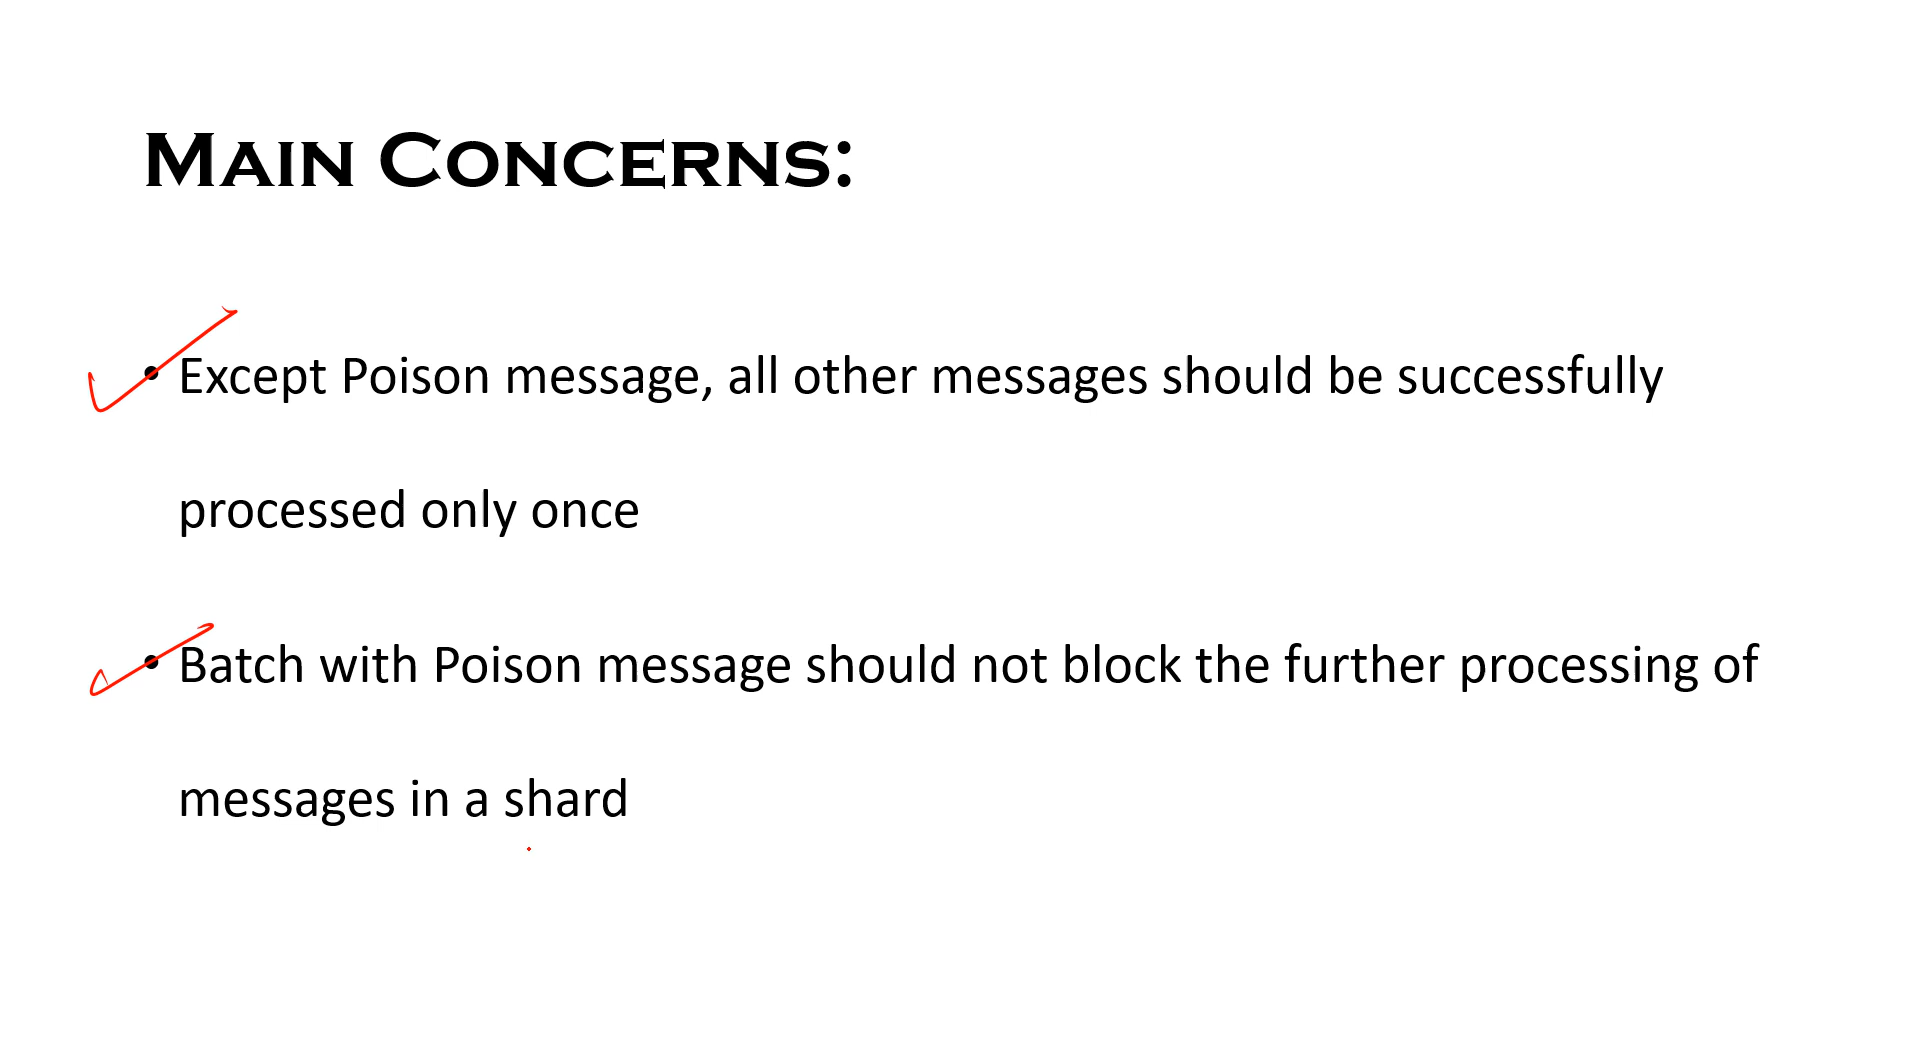 MAIN CONCERNS:
• Except Poison message, all other messages should be successfully
processed only once
• Batch with Poison message should not block the further processing of
messages in a shard